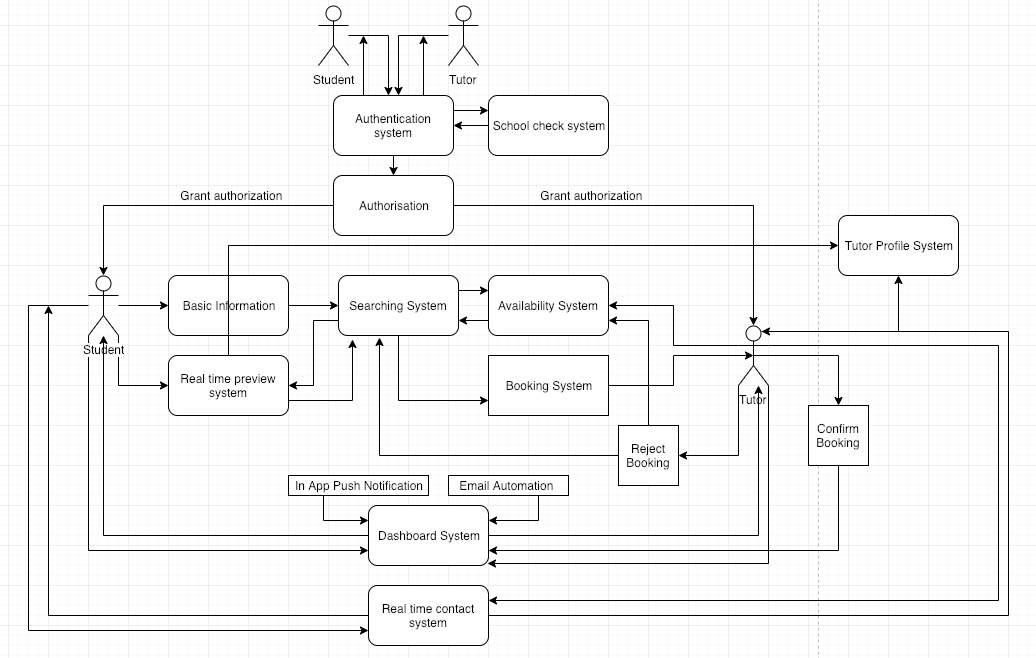 Student
Tutor
Authentication
system
School check system
Grant authorization
Authorisation
Grant authorization
Tutor Profile System
Basic Information
Searching System
Availability System
Student
Real time preview
system
Booking System
Tutor
Confirm
Booking
Reject
Booking
In App Push Notification
Email Automation
Dashboard System
Real time contact
system